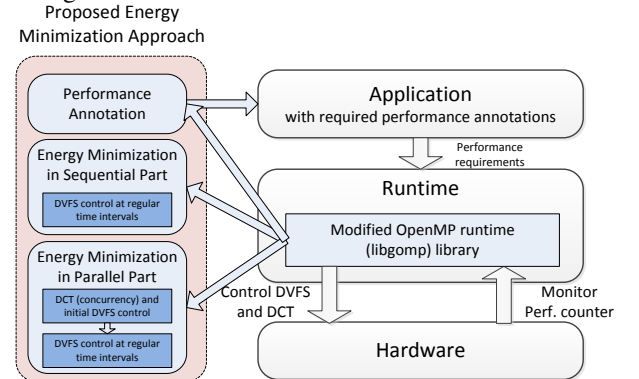 Proposed Energy
Minimization Approach
Performance
Annotation
Energy Minimization
in Sequential Part
DVFS control at regular
time intervals
Energy Minimization
in Parallel Part
DCT (concurrency) and
initial DVFS control
DVFS control at regular
time intervals
Application
with required performance annotations
Performance
requirements
Runtime
Modified OpenMP runtime
(libgomp) library
Control DVFS
and DCT
Monitor
Perf. counter
Hardware